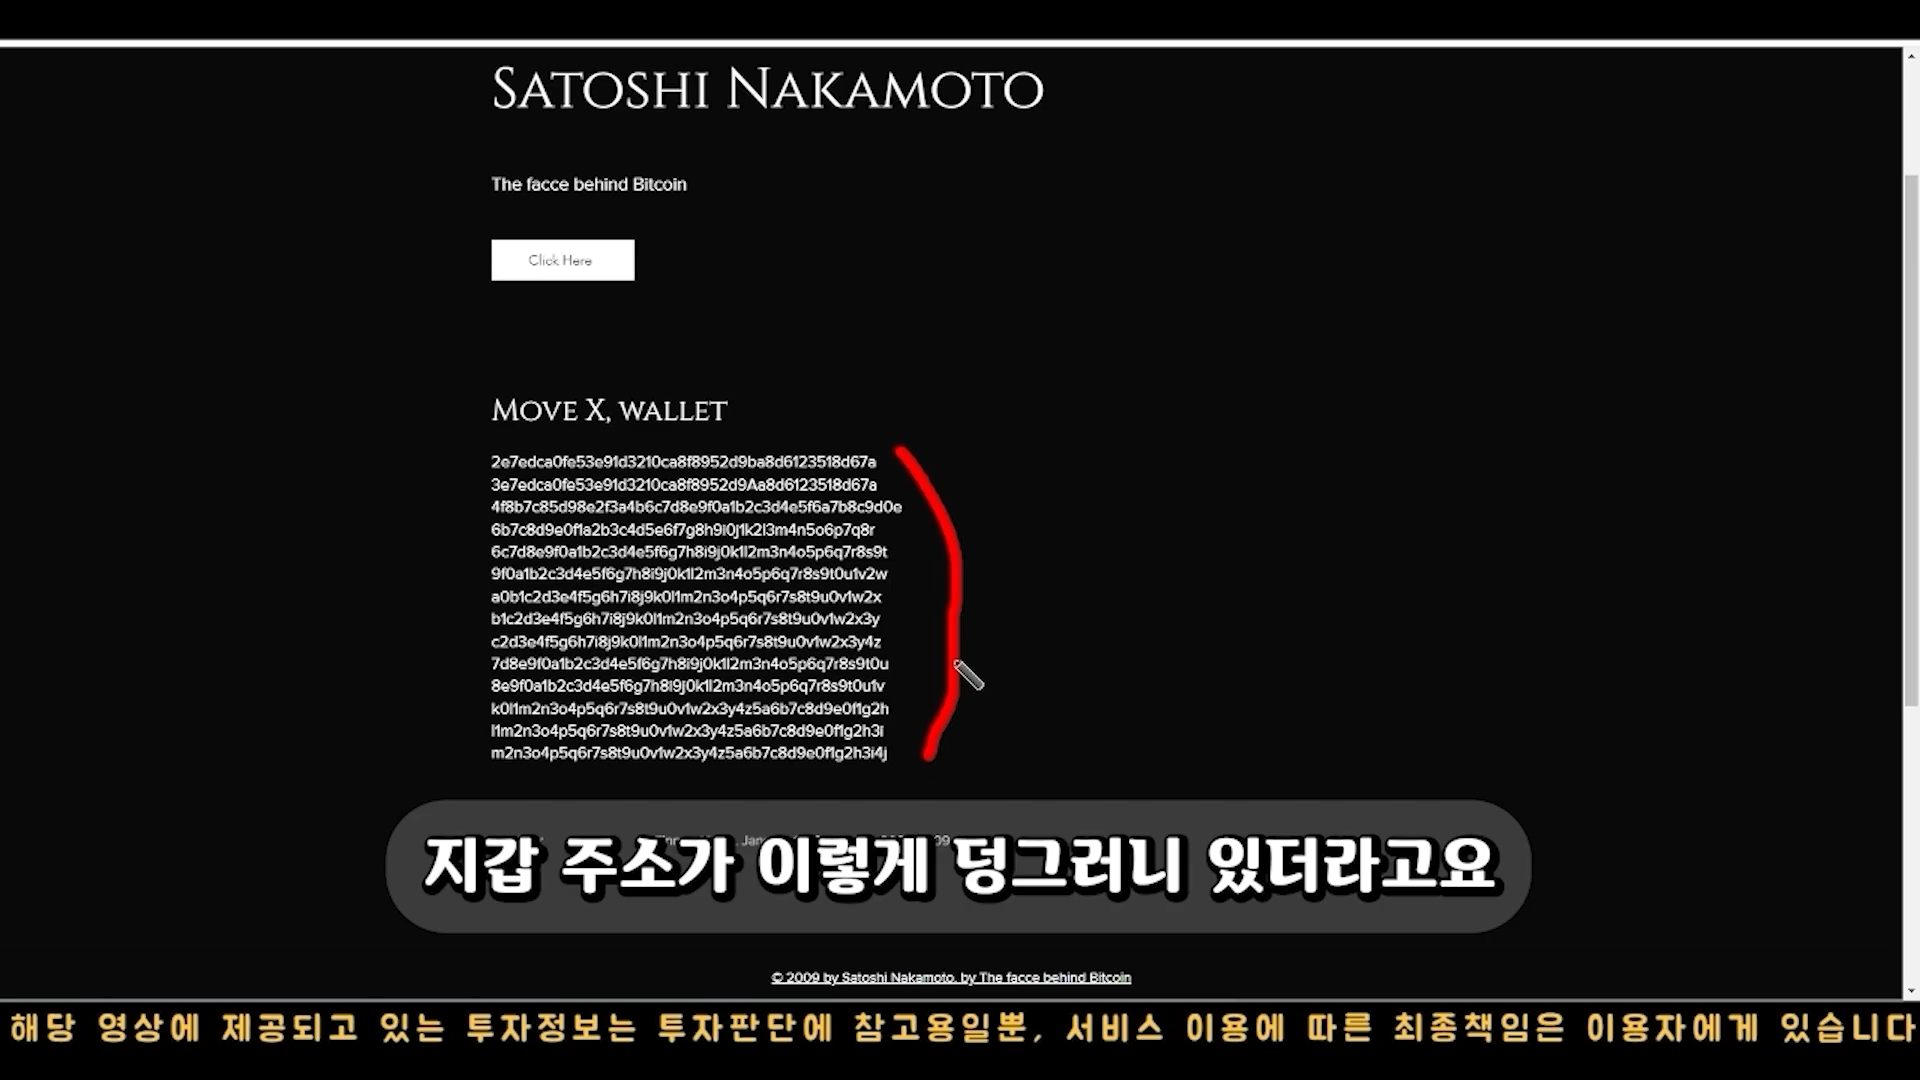 SATOSHI NAKAMOTO
The facce behind Bitcoin
Click Here
MOVE X, WALLET
2e7edca0fe53e91d3210ca8f8952d9ba8d6123518d67a
3e7edca0fe53e91d3210ca8f8952d9Aa8d6123518d67a
4f8b7c85d98e2f3a4b6c7d8e9f0a1b2c3d4e5f6a7b8c9d0e
6b7c8d9e0f1a2b3c4d5e6f7g8h9i0j1k2l3m4n5o6p7q8r
6c7d8e9f0a1b2c3d4e5f6g7h8i9j0k1l2m3n4o5p6q7r8s9t
9f0a1b2c3d4e5f6g7h8i9j0k1l2m3n4o5p6q7r8s9t0u1v2w
a0b1c2d3e4f5g6h7i8j9k0l1m2n3o4p5q6r7s8t9u0v1w2x
b1c2d3e4f5g6h7i8j9k0l1m2n3o4p5q6r7s8t9u0v1w2x3y
c2d3e4f5g6h7i8j9k0l1m2n3o4p5q6r7s8t9u0v1w2x3y4z
7d8e9f0a1b2c3d4e5f6g7h8i9j0k1l2m3n4o5p6q7r8s9t0u
8e9f0a1b2c3d4e5f6g7h8i9j0k1l2m3n4o5p6q7r8s9t0u1v
k0l1m2n3o4p5q6r7s8t9u0v1w2x3y4z5a6b7c8d9e0f1g2h
l1m2n3o4p5q6r7s8t9u0v1w2x3y4z5a6b7c8d9e0f1g2h3i
m2n3o4p5q6r7s8t9u0v1w2x3y4z5a6b7c8d9e0f1g2h3i4j
지갑 주소가 이렇게 덩그러니 있더라고요
© 2009 by Satoshi Nakamoto. by The facce behind Bitcoin
해당 영상에 제공되고 있는 투자정보는 투자판단에 참고용일뿐, 서비스 이용에 따른 최종책임은 이용자에게 있습니다